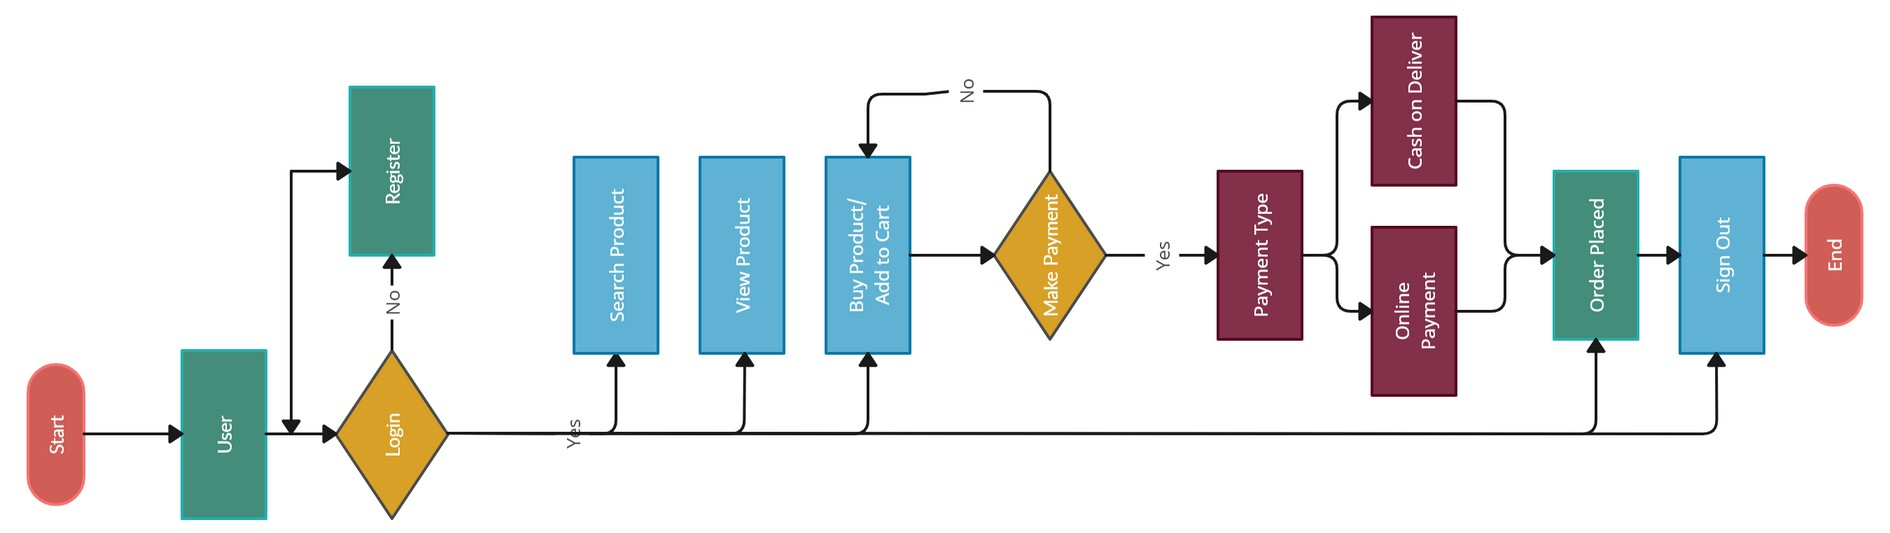 Start
User
Login
No
Register
Yes
Search Product
View Product
Buy Product/
Add to Cart
No
Make Payment
Yes
Payment Type
Cash on Deliver
Online
Payment
Order Placed
Sign Out
End